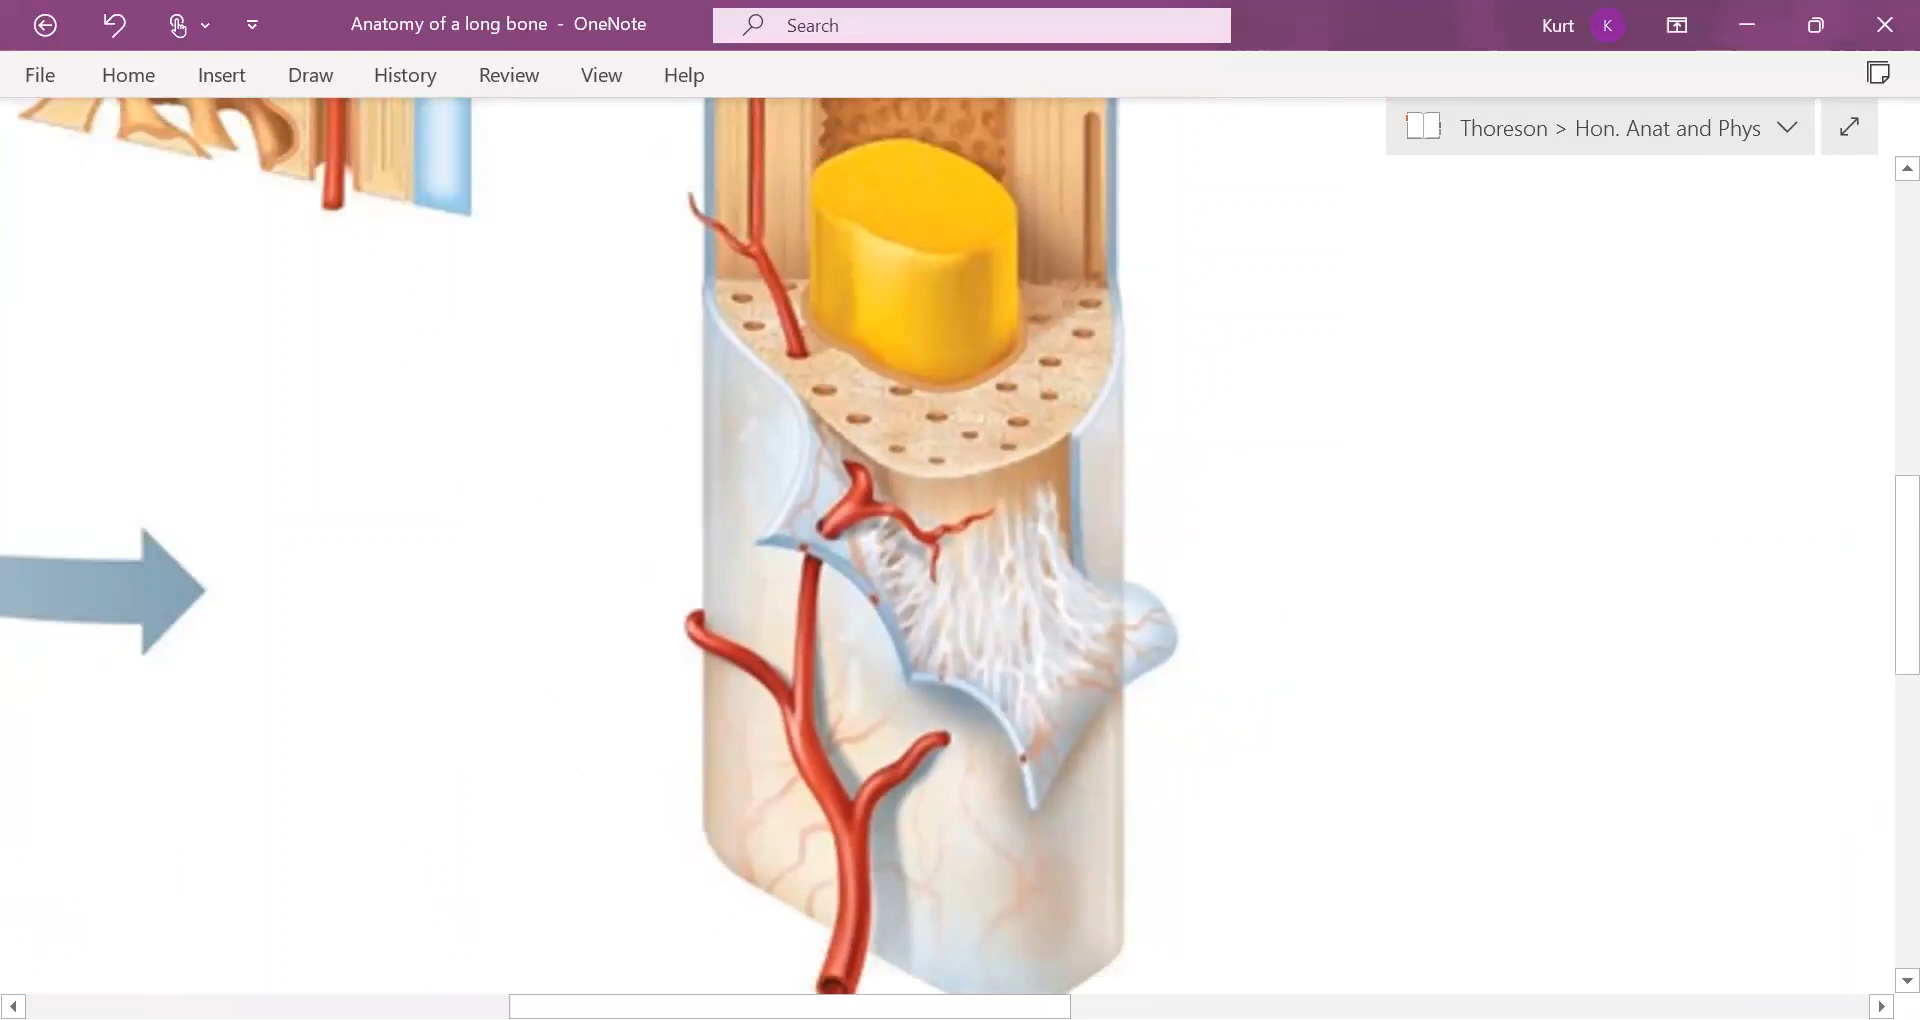 Anatomy of a long bone - OneNote
Search
Kurt
K
File Home Insert Draw History Review View Help
Thoreson > Hon. Anat and Phys